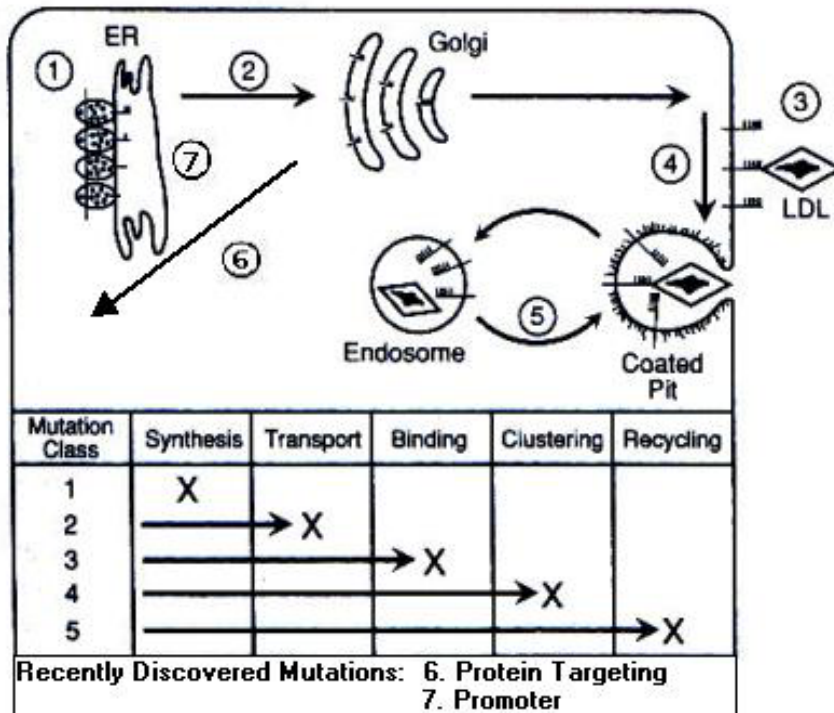 ER
Golgi
① ② ③
⑦ ④
LDL
⑥
⑤
Endosome
Coated
Pit
Mutation
Class Synthesis Transport Binding Clustering Recycling
1 X
2 X
3 X
4 X
5 X
Recently Discovered Mutations: 6. Protein Targeting
7. Promoter